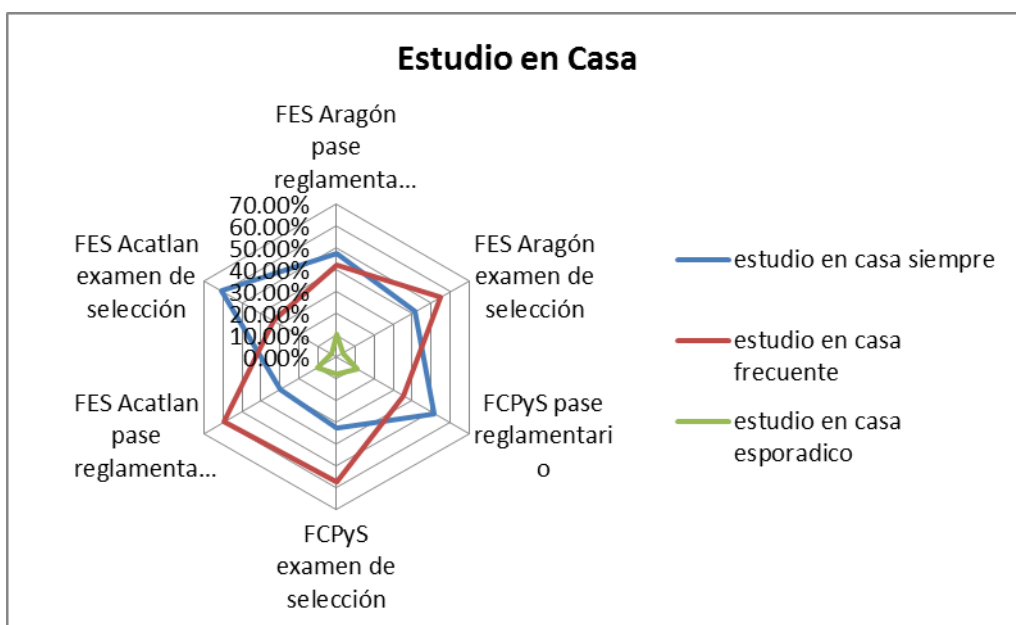 Estudio en Casa
FES Aragón
pase
reglamenta...
70.00%
60.00%
50.00%
40.00%
30.00%
20.00%
10.00%
0.00%
FES Aragón
examen de
selección
FCPyS pase
reglamentari
o
FCPyS
examen de
selección
FES Acatlan
pase
reglamenta...
FES Acatlan
examen de
selección
estudio en casa siempre
estudio en casa
frecuente
estudio en casa
esporadico